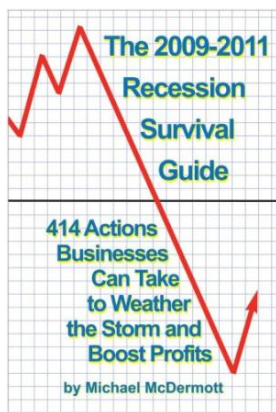 The 2009-2011
Recession
Survival
Guide
414 Actions
Businesses
Can Take
to Weather
the Storm and
Boost Profits
by Michael McDermott